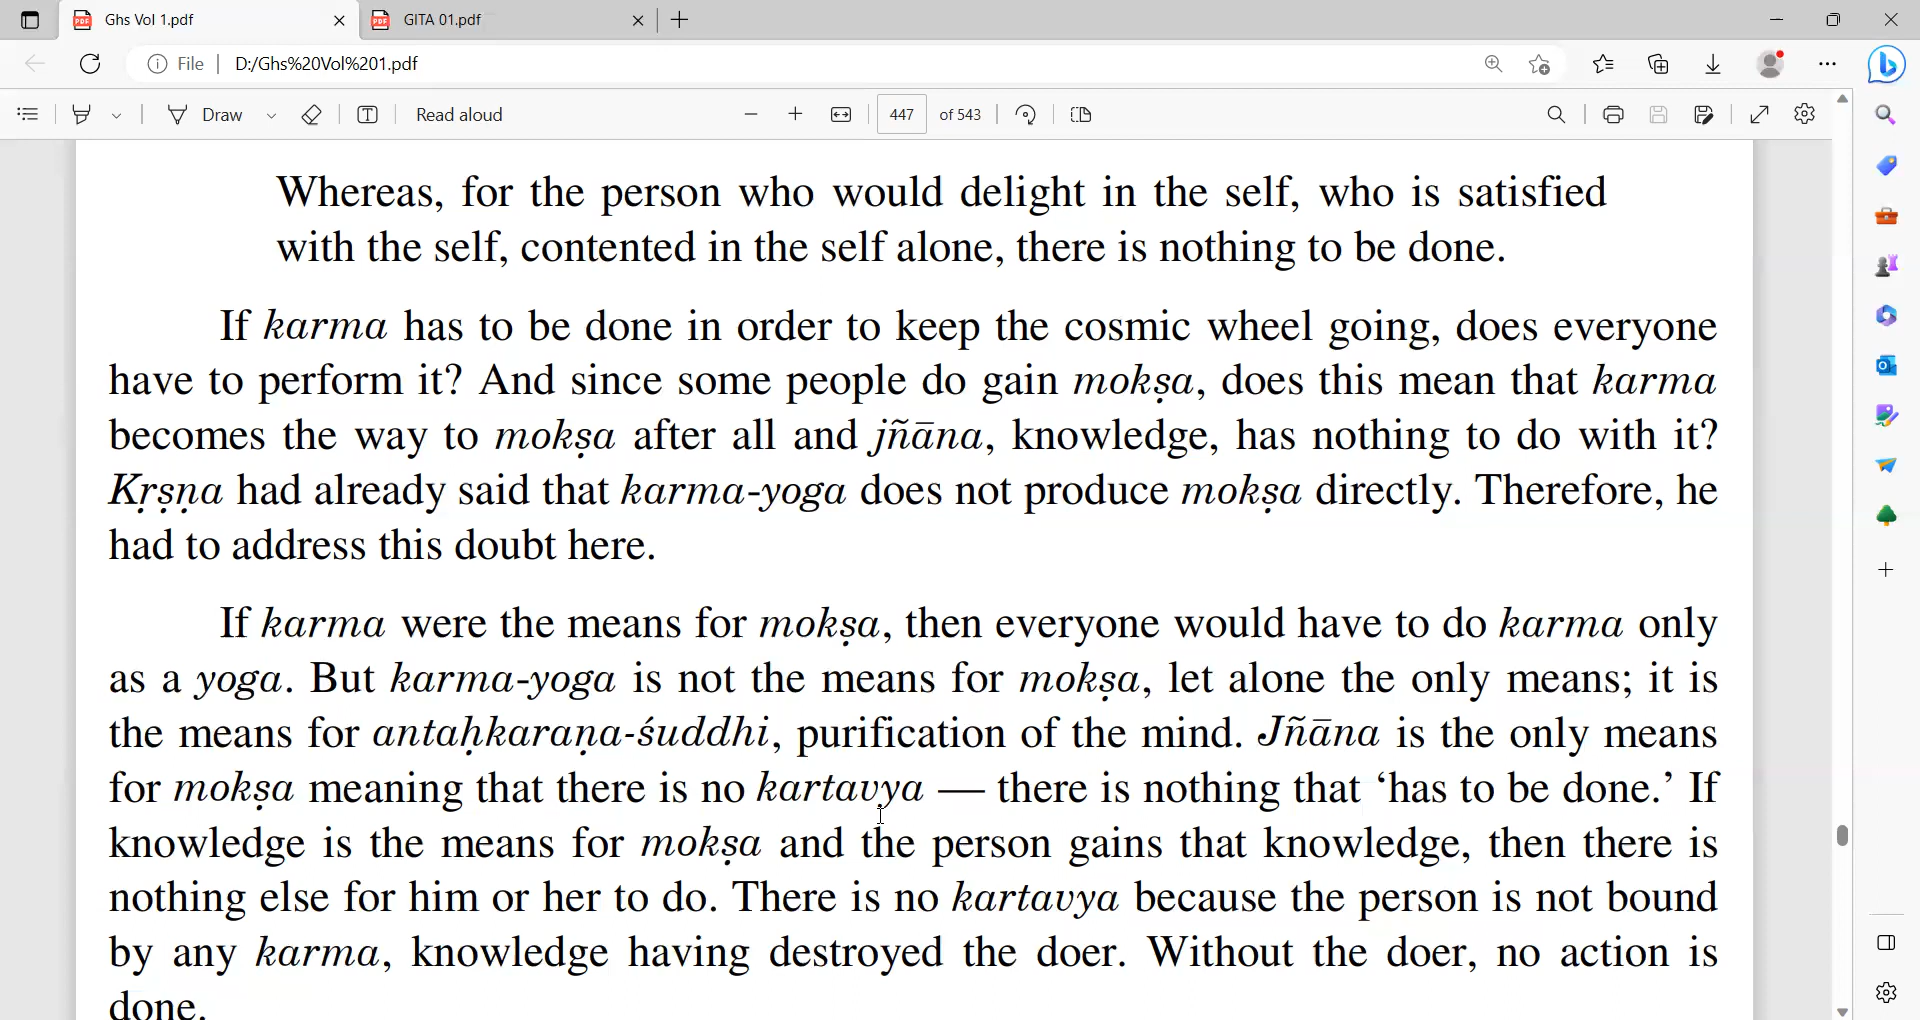 Ghs Vol 1.pdf
GITA 01.pdf
File
D:/Ghs%20Vol%201.pdf
Draw
Read aloud
447
of 543
Whereas, for the person who would delight in the self, who is satisfied
with the self, contented in the self alone, there is nothing to be done.
If karma has to be done in order to keep the cosmic wheel going, does everyone
have to perform it? And since some people do gain mokṣa, does this mean that karma
becomes the way to mokṣa after all and jñāna, knowledge, has nothing to do with it?
Kṛṣṇa had already said that karma-yoga does not produce mokṣa directly. Therefore, he
had to address this doubt here.
If karma were the means for mokṣa, then everyone would have to do karma only
as a yoga. But karma-yoga is not the means for mokṣa, let alone the only means; it is
the means for antaḥkaraṇa-śuddhi, purification of the mind. Jñāna is the only means
for mokṣa meaning that there is no kartavya — there is nothing that ‘has to be done.’ If
knowledge is the means for mokṣa and the person gains that knowledge, then there is
nothing else for him or her to do. There is no kartavya because the person is not bound
by any karma, knowledge having destroyed the doer. Without the doer, no action is
done.